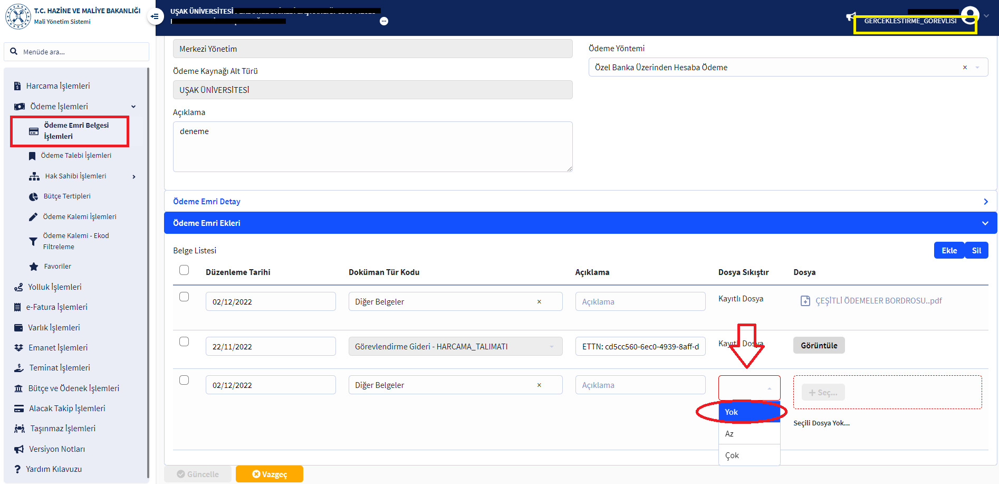 T.C. HAZİNE VE MALİYE BAKANLIĞI
Mali Yönetim Sistemi
Menüde ara...
Harcama İşlemleri
Ödeme İşlemleri
Ödeme Emri Belgesi
İşlemleri
Ödeme Talebi İşlemleri
Hak Sahibi İşlemleri
Bütçe Tertipleri
Ödeme Kalemi İşlemleri
Ödeme Kalemi - Ekod
Filtreleme
Favoriler
Yolluk İşlemleri
e-Fatura İşlemleri
Varlık İşlemleri
Emanet İşlemleri
Teminat İşlemleri
Bütçe ve Ödenek İşlemleri
Alacak Takip İşlemleri
Taşınmaz İşlemleri
Versiyon Notları
Yardım Kılavuzu
UŞAK ÜNİVERSİTESİ
GERCEKLESTIRME_GOREVLISI
Merkezi Yönetim
Ödeme Yöntemi
Özel Banka Üzerinden Hesaba Ödeme
Ödeme Kaynağı Alt Türü
UŞAK ÜNİVERSİTESİ
Açıklama
deneme
Ödeme Emri Detay
Ödeme Emri Ekleri
Belge Listesi
Ekle Sil
Düzenleme Tarihi Doküman Tür Kodu Açıklama Dosya Sıkıştır Dosya
02/12/2022 Diğer Belgeler Açıklama Kayıtlı Dosya ÇEŞİTLİ ÖDEMELER BORDROSU..pdf
22/11/2022 Görevlendirme Gideri - HARCAMA_TALIMATI ETTN: cd5cc560-6ec0-4939-8aff-d Kayıtlı Dosya Görüntüle
02/12/2022 Diğer Belgeler Açıklama + Seç...
Yok
Seçili Dosya Yok...
Az
Çok
Güncelle Vazgeç